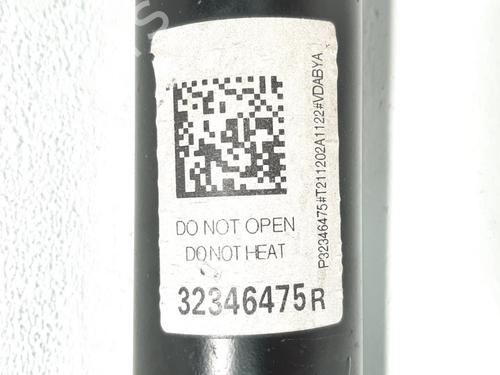 DO NOT OPEN
DO NOT HEAT
32346475R
P32346475#T211202A1122#VDABYA